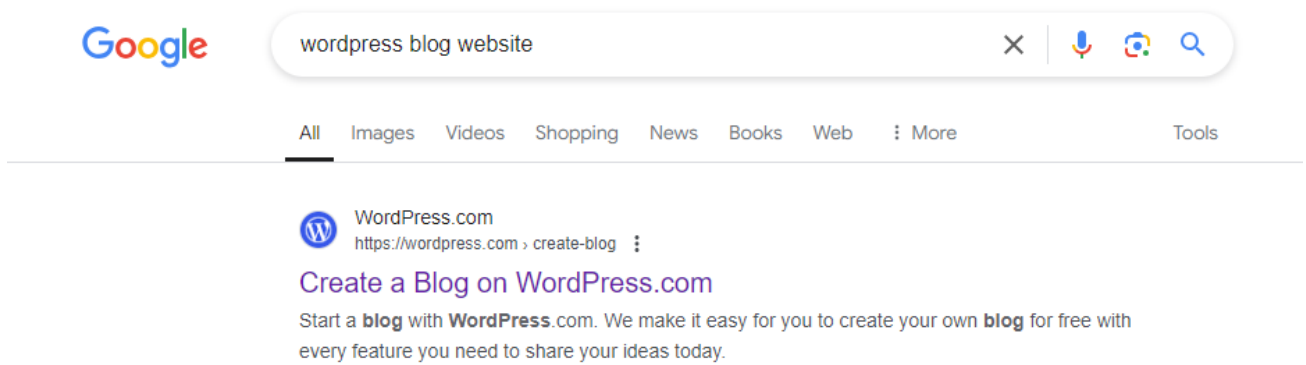 Google wordpress blog website
All Images Videos Shopping News Books Web More Tools
WordPress.com
https://wordpress.com › create-blog
Create a Blog on WordPress.com
Start a blog with WordPress.com. We make it easy for you to create your own blog for free with
every feature you need to share your ideas today.